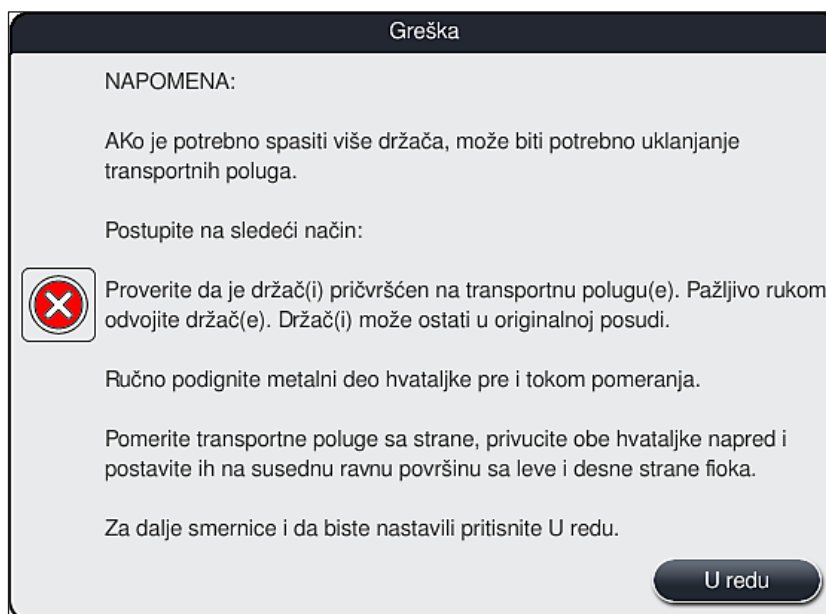 Greška
NAPOMENA:
AKo je potrebno spasiti više držača, može biti potrebno uklanjanje
transportnih poluga.
Postupite na sledeći način:
Proverite da je držač(i) pričvršćen na transportnu polugu(e). Pažljivo rukom
odvojite držač(e). Držač(i) može ostati u originalnoj posudi.
Ručno podignite metalni deo hvataljke pre i tokom pomeranja.
Pomerite transportne poluge sa strane, privucite obe hvataljke napred i
postavite ih na susednu ravnu površinu sa leve i desne strane fioka.
Za dalje smernice i da biste nastavili pritisnite U redu.
U redu